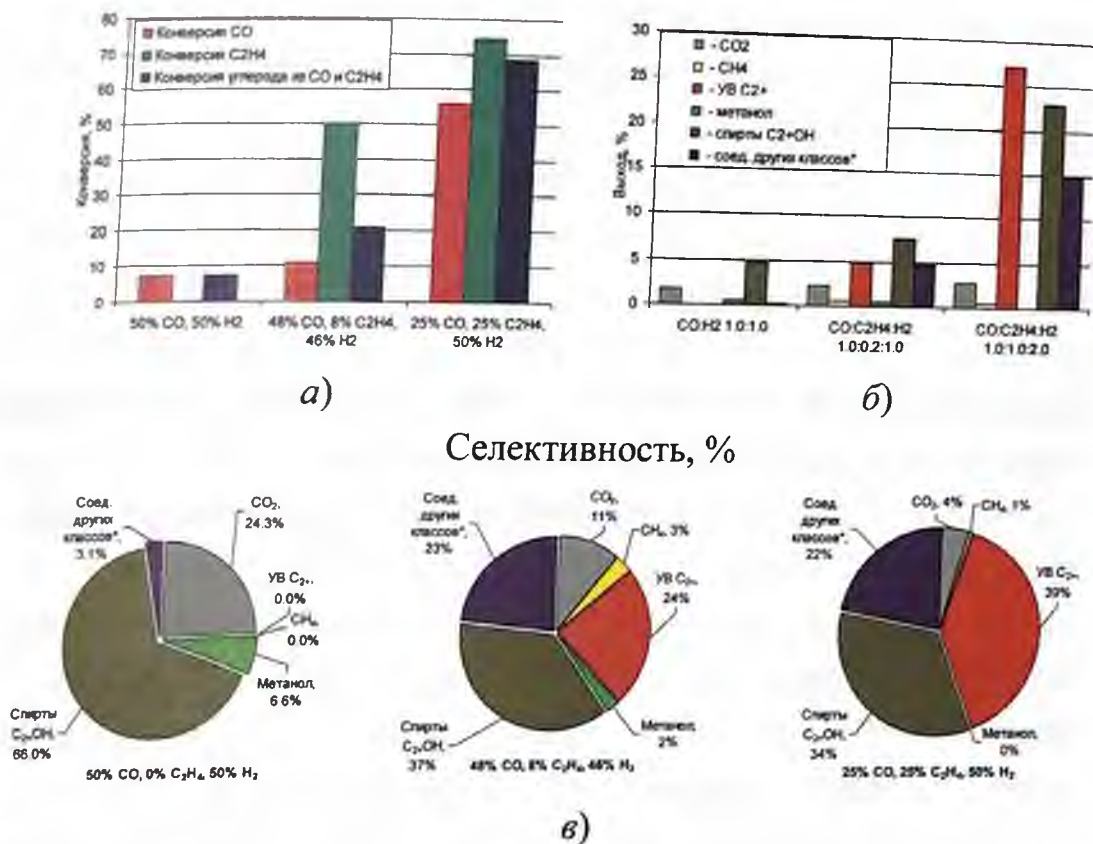 80
70
60
50
40
30
20
10
0
Конверсия, %
Конверсия CO
Конверсия C2H4
Конверсия углерода из CO и C2H4
50% CO, 50% H2
48% CO, 8% C2H4,
46% H2
25% CO, 25% C2H4,
50% H2
а)
30
25
20
15
10
5
0
Выход, %
- CO2
- CH4
- УВ C2+
- метанол
- спирты C2+OH
- соед. других классов*
CO:H2 1.0:1.0
CO:C2H4:H2
1.0:0.2:1.0
CO:C2H4:H2
1.0:1.0:2.0
б)
Селективность, %
Соед.
других
классов*,
3.1%
CO₂,
24.3%
УВ C₂₊,
0.0%
CH₄,
0.0%
Метанол,
6.6%
Спирты
C₂₊OH,
66.0%
50% CO, 0% C₂H₄, 50% H₂
Соед.
других
классов*,
23%
CO₂,
11%
CH₄, 3%
УВ C₂₊,
24%
Метанол,
2%
Спирты
C₂₊OH,
37%
46% CO, 8% C₂H₄, 46% H₂
Соед.
других
классов*,
22%
CO₂, 4%
CH₄, 1%
УВ C₂₊,
39%
Метанол,
0%
Спирты
C₂₊OH,
34%
25% CO, 25% C₂H₄, 50% H₂
в)